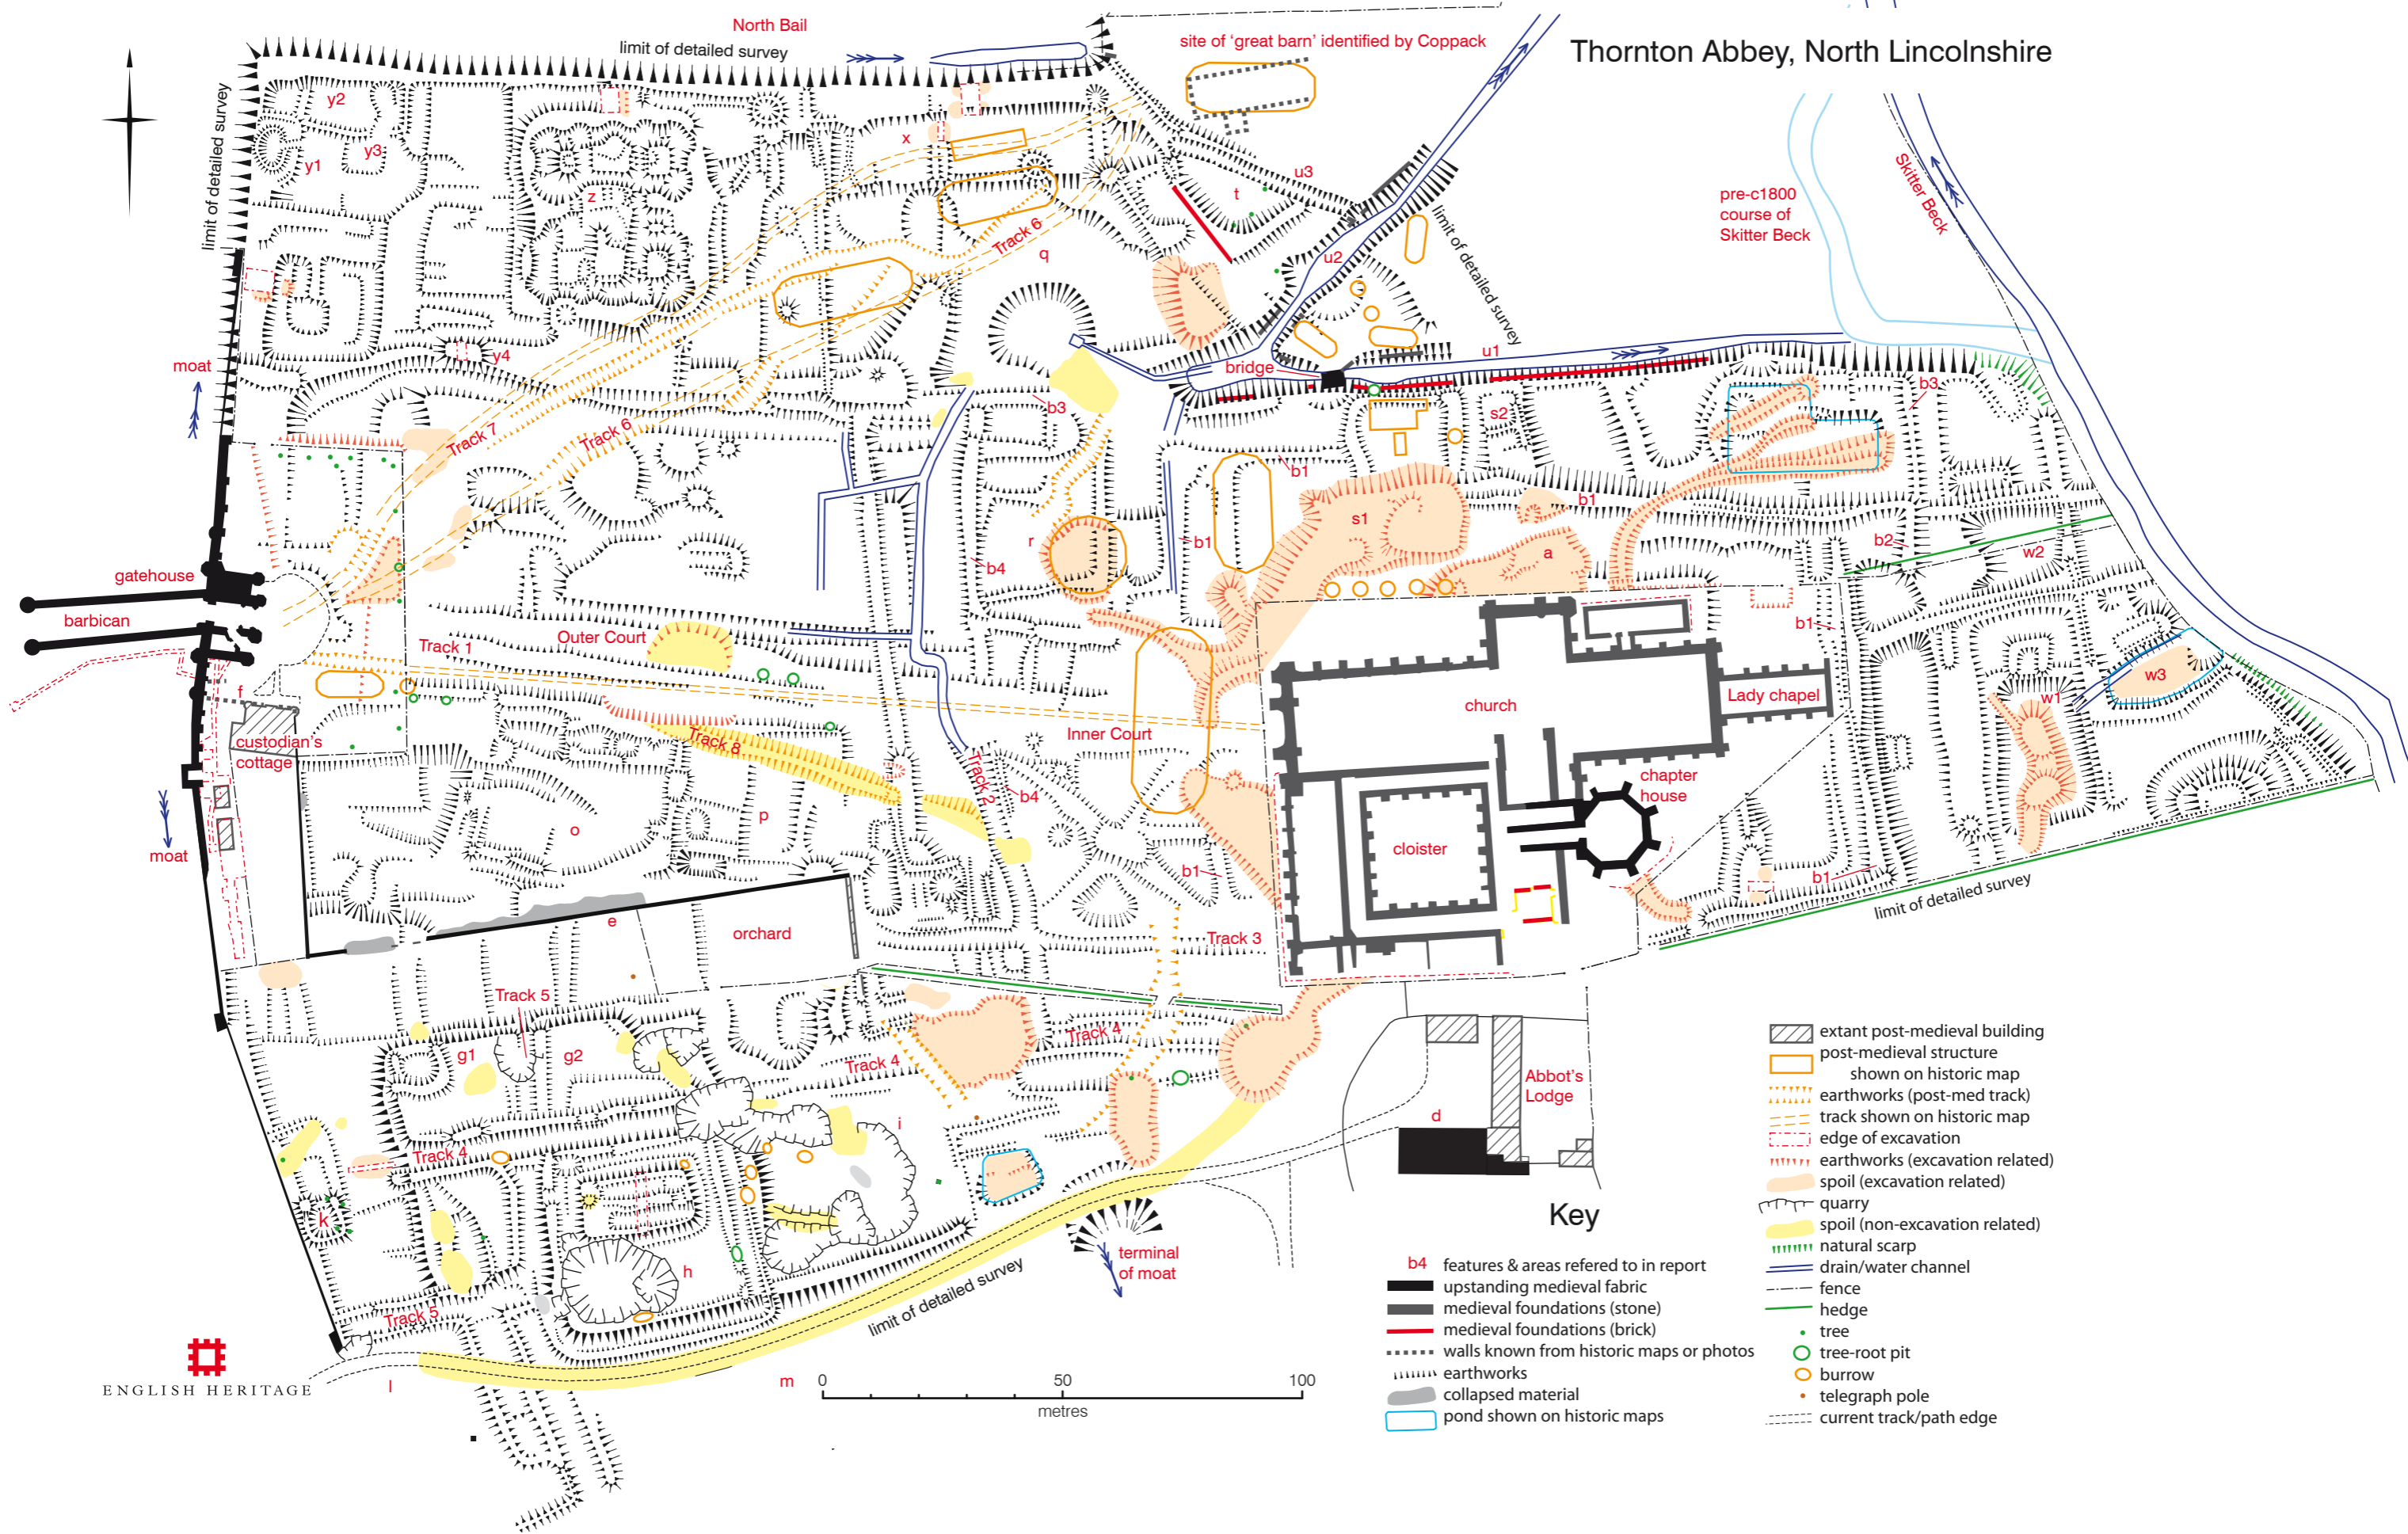 Thornton Abbey, North Lincolnshire
North Bail
limit of detailed survey
site of ‘great barn’ identified by Coppack
limit of detailed survey
y2
y1
y3
z
x
Track 6
q
t
u3
u2
limit of detailed survey
pre-c1800
course of
Skitter Beck
Skitter Beck
moat
y4
Track 7
Track 6
b3
bridge
u1
s2
b3
b1
s1
b1
a
b2
w2
r
b1
b4
gatehouse
barbican
Outer Court
Track 1
b1
f
custodian's
cottage
Track 8
Inner Court
church
Lady chapel
w1
w3
Track 2
b4
chapter
house
moat
o
p
cloister
b1
b1
limit of detailed survey
e
orchard
Track 3
Track 5
g1
g2
Track 4
Track 4
i
Track 4
k
h
Track 5
l
m
limit of detailed survey
terminal
of moat
d
Abbot's
Lodge
ENGLISH HERITAGE
0
50
100
metres
Key
b4
features & areas refered to in report
upstanding medieval fabric
medieval foundations (stone)
medieval foundations (brick)
walls known from historic maps or photos
earthworks
collapsed material
pond shown on historic maps
extant post-medieval building
post-medieval structure
shown on historic map
earthworks (post-med track)
track shown on historic map
edge of excavation
earthworks (excavation related)
spoil (excavation related)
quarry
spoil (non-excavation related)
natural scarp
drain/water channel
fence
hedge
tree
tree-root pit
burrow
telegraph pole
current track/path edge